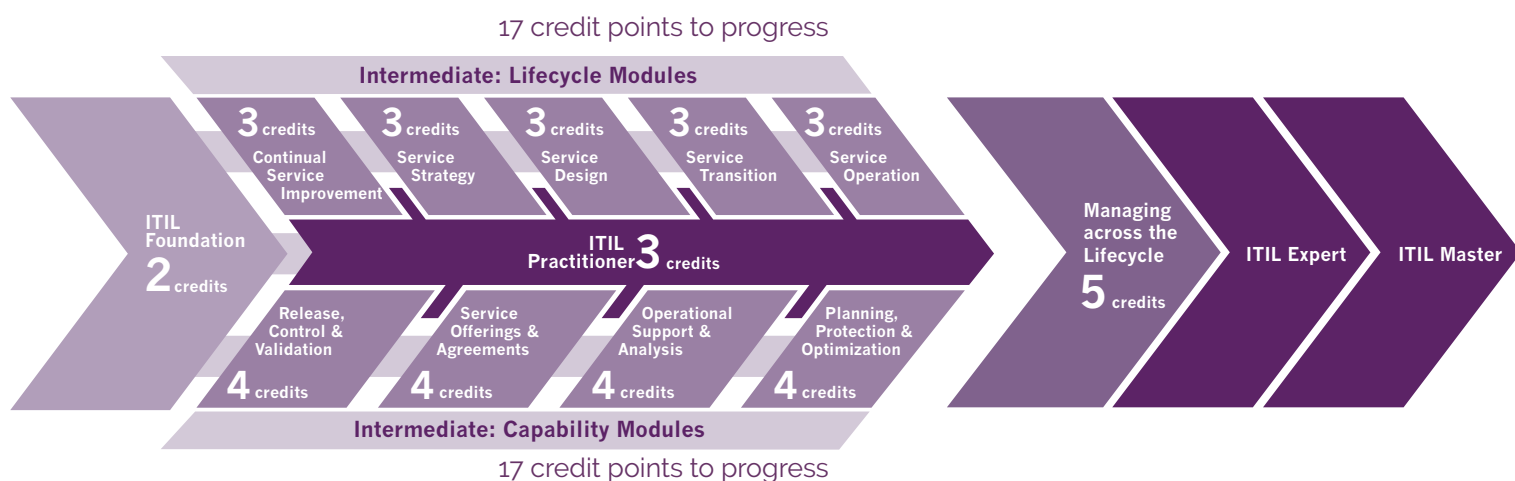 17 credit points to progress
Intermediate: Lifecycle Modules
3 credits
Continual
Service
Improvement
3 credits
Service
Strategy
3 credits
Service
Design
3 credits
Service
Transition
3 credits
Service
Operation
ITIL
Foundation
2 credits
ITIL
Practitioner 3 credits
Release,
Control &
Validation
4 credits
Service
Offerings &
Agreements
4 credits
Operational
Support &
Analysis
4 credits
Planning,
Protection &
Optimization
4 credits
Intermediate: Capability Modules
17 credit points to progress
Managing
across the
Lifecycle
5 credits
ITIL Expert
ITIL Master